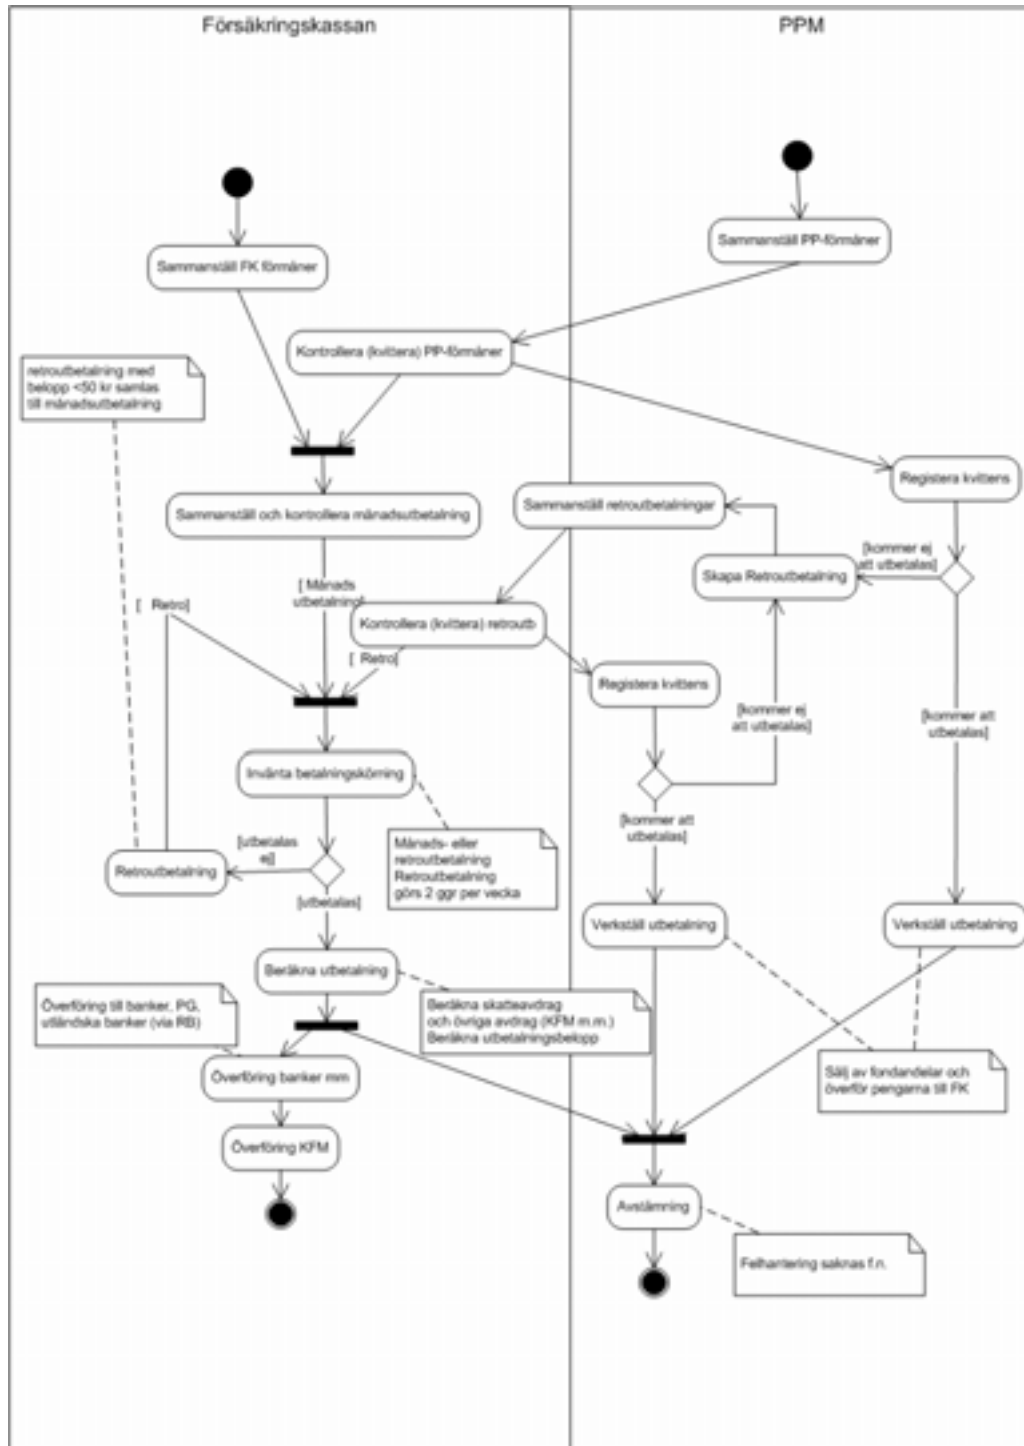 Försäkringskassan
PPM
Sammanställ PP-förmåner
Sammanställ FK förmåner
Kontrollera (kvittera) PP-förmåner
retroutbetalning med
belopp <50 kr samlas
till månadsutbetalning
Registera kvittens
Sammanställ och kontrollera månadsutbetalning
Sammanställ retroutbetalningar
[kommer ej
att utbetalas]
Skapa Retroutbetalning
[ Månads
utbetalning]
[ Retro]
Kontrollera (kvittera) retroutb
[ Retro]
Registera kvittens
[kommer ej
att utbetalas]
[kommer att
utbetalas]
Invänta betalningskörning
[kommer att
utbetalas]
Månads- eller
retroutbetalning
Retroutbetalning
görs 2 ggr per vecka
[utbetalas
ej]
Retroutbetalning
[utbetalas]
Verkställ utbetalning
Verkställ utbetalning
Beräkna utbetalning
Överföring till banker, PG,
utländska banker (via RB)
Beräkna skatteavdrag
och övriga avdrag (KFM m.m.)
Beräkna utbetalningsbelopp
Överföring banker mm
Sälj av fondandelar och
överför pengarna till FK
Överföring KFM
Avstämning
Felhantering saknas f.n.